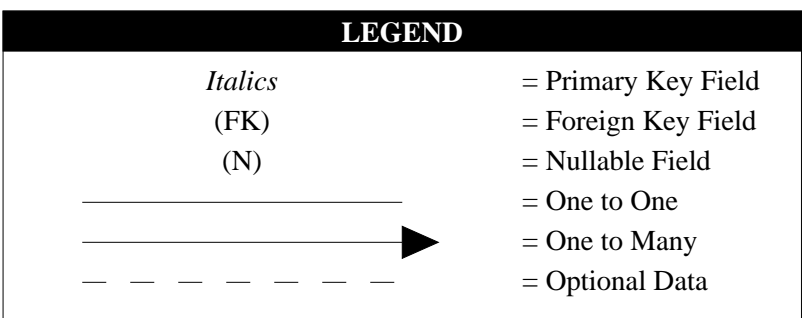 LEGEND
Italics = Primary Key Field
(FK) = Foreign Key Field
(N) = Nullable Field
= One to One
= One to Many
= Optional Data